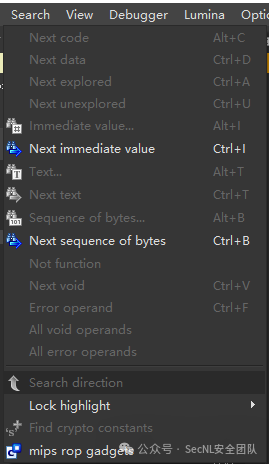 Search View Debugger Lumina Option
Next code Alt+C
Next data Ctrl+D
Next explored Ctrl+A
Next unexplored Ctrl+U
Immediate value... Alt+I
Next immediate value Ctrl+I
Text... Alt+T
Next text Ctrl+T
Sequence of bytes... Alt+B
Next sequence of bytes Ctrl+B
Not function
Next void Ctrl+V
Error operand Ctrl+F
All void operands
All error operands
Search direction
Lock highlight
Find crypto constants
mips rop gadgets
公众号 · SecNL安全团队